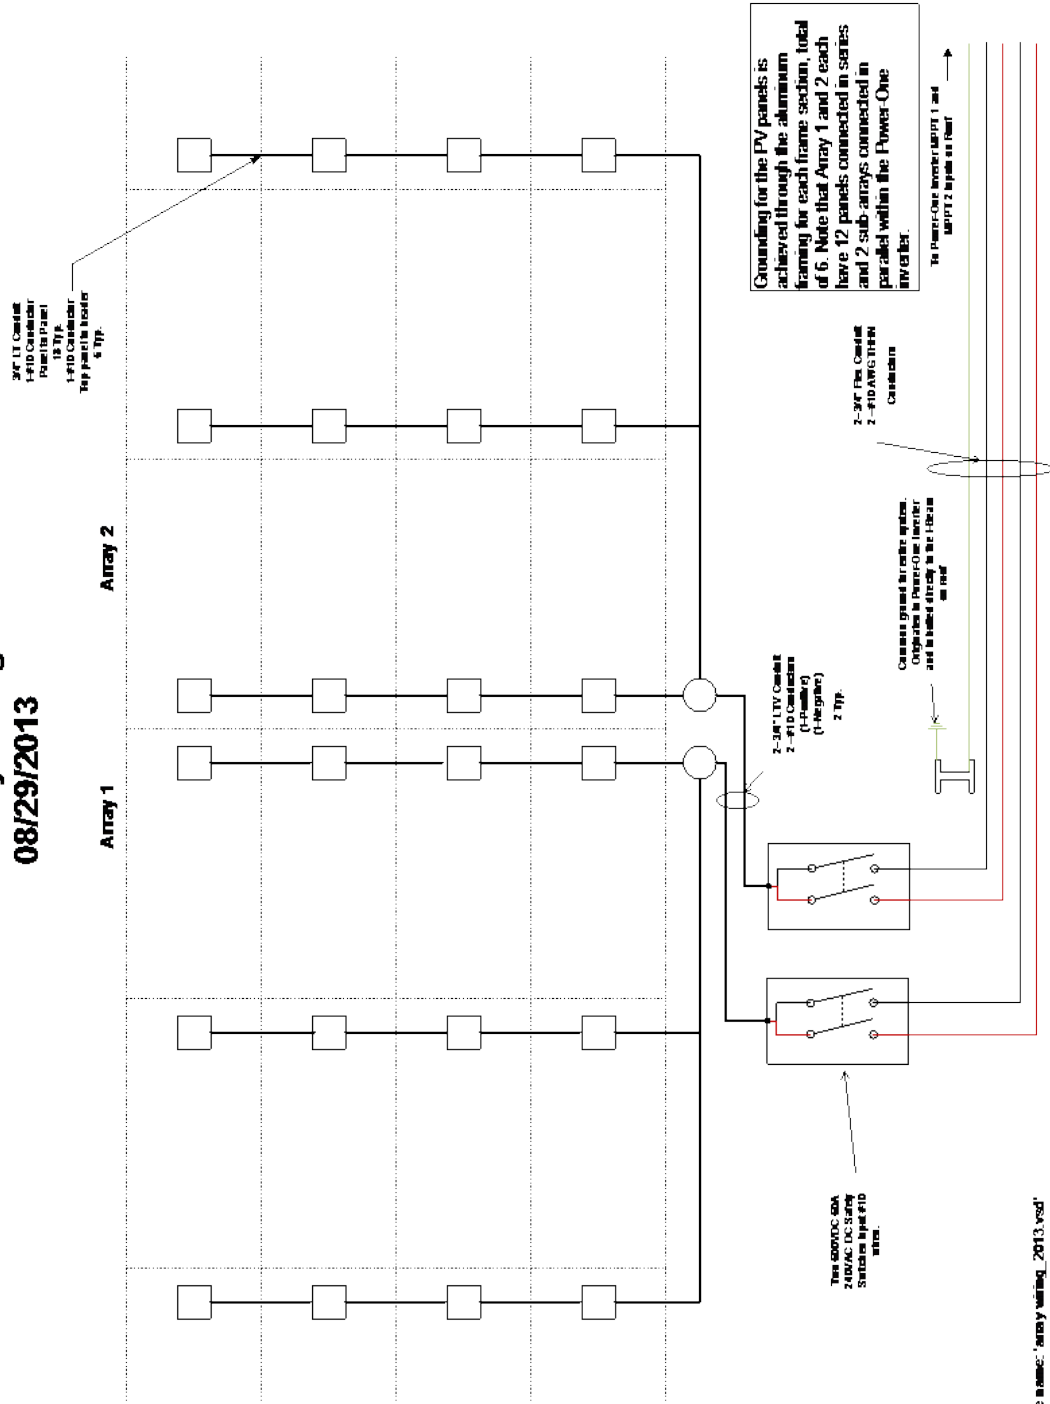 08/29/2013
Array 1
Array 2
3/4" LT Conduit
1-#10 Conductor
Panel to Panel
18 Typ.
1-#10 Conductor
Top panel to header
6 Typ.
Grounding for the PV panels is
achieved through the aluminum
framing for each frame section, total
of 6. Note that Array 1 and 2 each
have 12 panels connected in series
and 2 sub-arrays connected in
parallel within the Power-One
inverter.
To Power-One Inverter MPPT 1 and
MPPT 2 Inputs on Roof
2-3/4" Flex Conduit
2-#10 AWG THHN
Conductors
Common ground for entire system.
Originates in Power-One Inverter
and is bolted directly to the I-Beam
on roof
2-3/4" LTV Conduit
2-#10 Conductors
(1-Positive)
(1-Negative)
2 Typ.
Two 600VDC 60A
240VAC DC Safety
Switches Input #10
wires.
name: 'array wiring_2013.vsd'